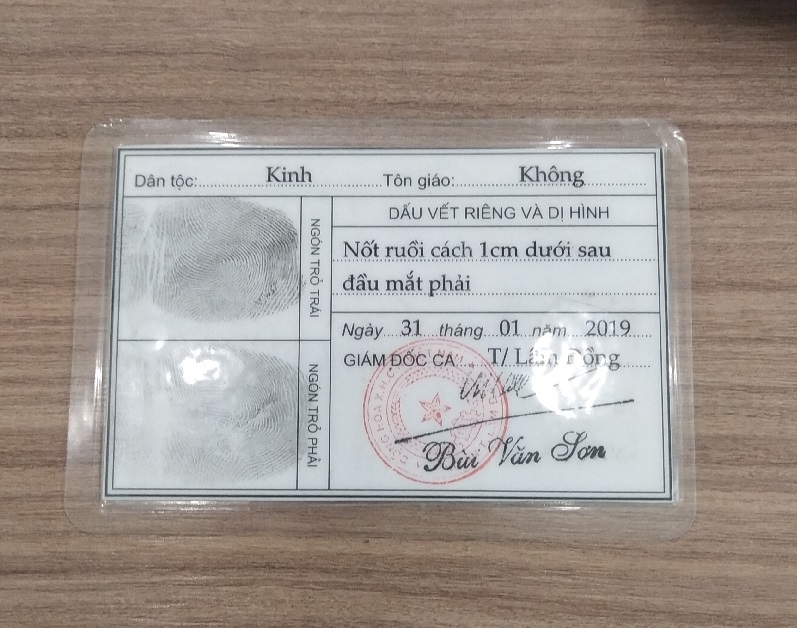 Dân tộc: Kinh Tôn giáo: Không
NGÓN TRỎ TRÁI
NGÓN TRỎ PHẢI
DẤU VẾT RIÊNG VÀ DỊ HÌNH
Nốt ruồi cách 1cm dưới sau
đầu mắt phải
Ngày 31 tháng 01 năm 2019
GIÁM ĐỐC CA T/ Lâm Đồng
Bùi Văn Sơn